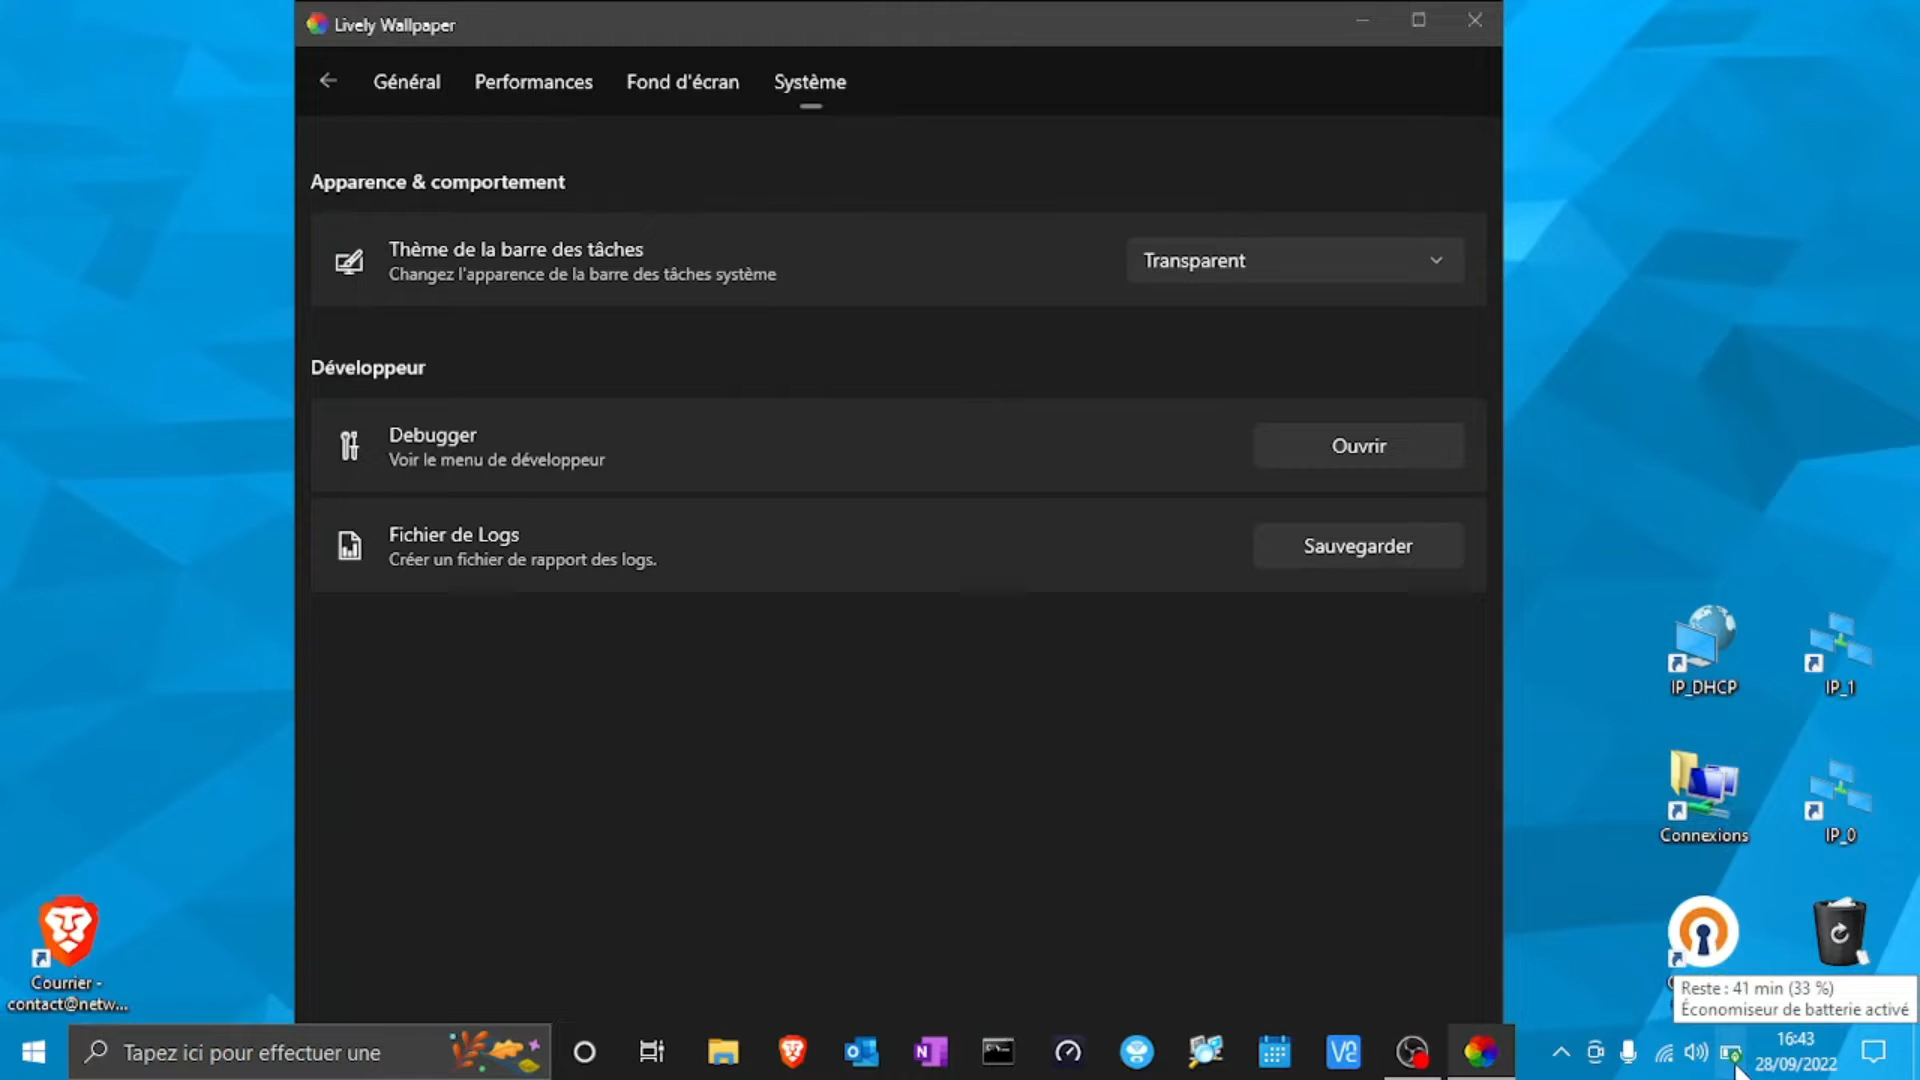 Lively Wallpaper
Général
Performances
Fond d'écran
Système
Apparence & comportement
Thème de la barre des tâches
Changez l'apparence de la barre des tâches système
Transparent
Développeur
Debugger
Voir le menu de développeur
Ouvrir
Fichier de Logs
Créer un fichier de rapport des logs.
Sauvegarder
IP_DHCP
IP_1
Connexions
IP_0
Courrier -
contact@netw...
Reste : 41 min (33 %)
Économiseur de batterie activé
Tapez ici pour effectuer une
16:43
28/09/2022